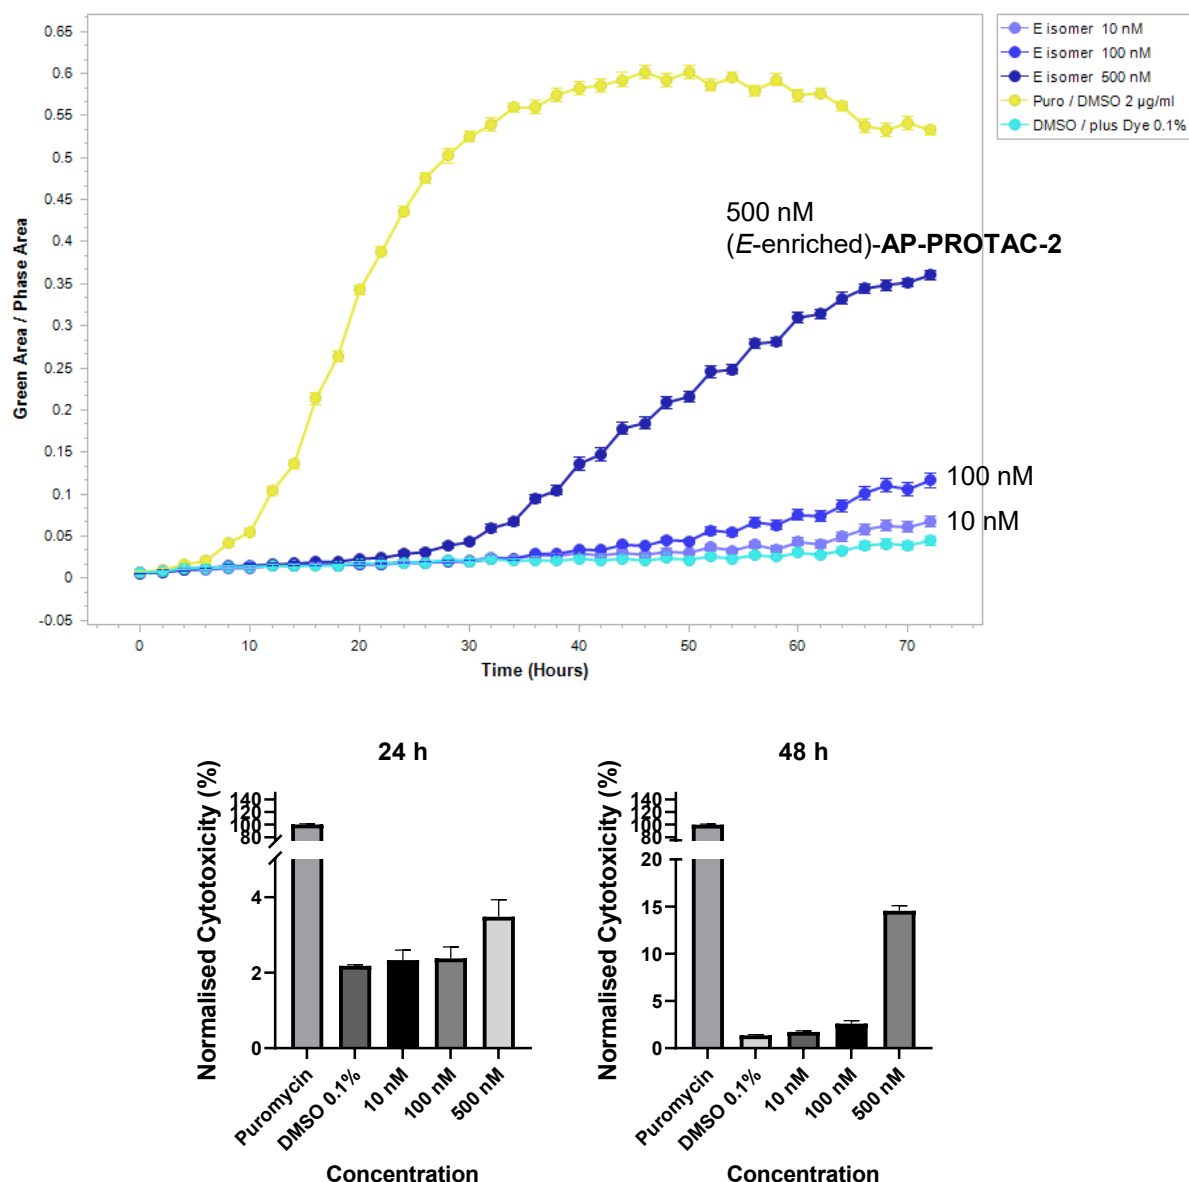 0.65
0.6
0.55
0.5
0.45
0.4
0.35
0.3
0.25
0.2
0.15
0.1
0.05
0
-0.05
Green Area / Phase Area
0 10 20 30 40 50 60 70
Time (Hours)
E isomer 10 nM
E isomer 100 nM
E isomer 500 nM
Puro / DMSO 2 µg/ml
DMSO / plus Dye 0.1%
500 nM
(E-enriched)-AP-PROTAC-2
100 nM
10 nM
24 h
Normalised Cytotoxicity (%)
140
120
100
80
4
2
0
Puromycin
DMSO 0.1%
10 nM
100 nM
500 nM
Concentration
48 h
Normalised Cytotoxicity (%)
140
120
100
80
20
15
10
5
0
Puromycin
DMSO 0.1%
10 nM
100 nM
500 nM
Concentration